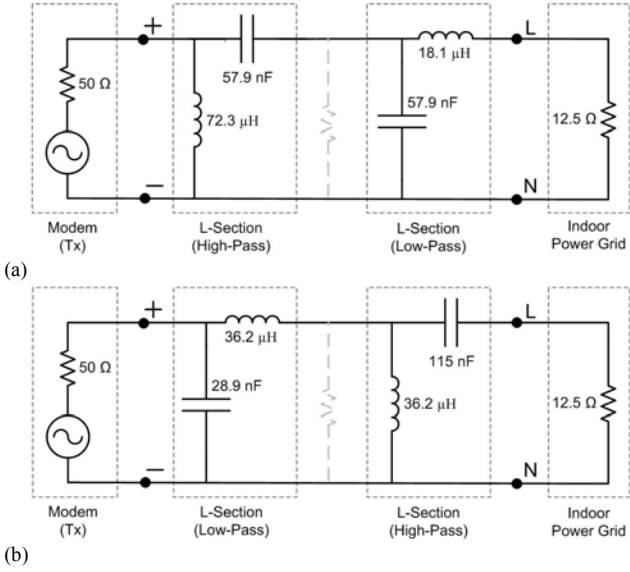 +
L
18.1 μH
57.9 nF
50 Ω
57.9 nF
12.5 Ω
72.3 μH
−
N
Modem
(Tx)
L-Section
(High-Pass)
L-Section
(Low-Pass)
Indoor
Power Grid
(a)
+
L
36.2 μH
115 nF
50 Ω
28.9 nF
36.2 μH
12.5 Ω
−
N
Modem
(Tx)
L-Section
(Low-Pass)
L-Section
(High-Pass)
Indoor
Power Grid
(b)